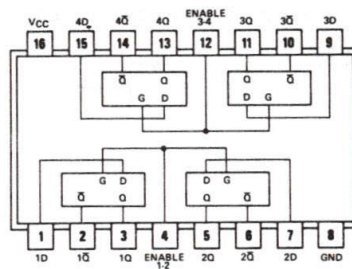 ENABLE
VCC 4D 4Q̅ 4Q 3-4 3Q 3Q̅ 3D
16 15 14 13 12 11 10 9
Q̅ Q Q Q̅
G D D G
G D D G
Q̅ Q Q Q̅
1 2 3 4 5 6 7 8
1D 1Q̅ 1Q ENABLE 2Q 2Q̅ 2D GND
1-2